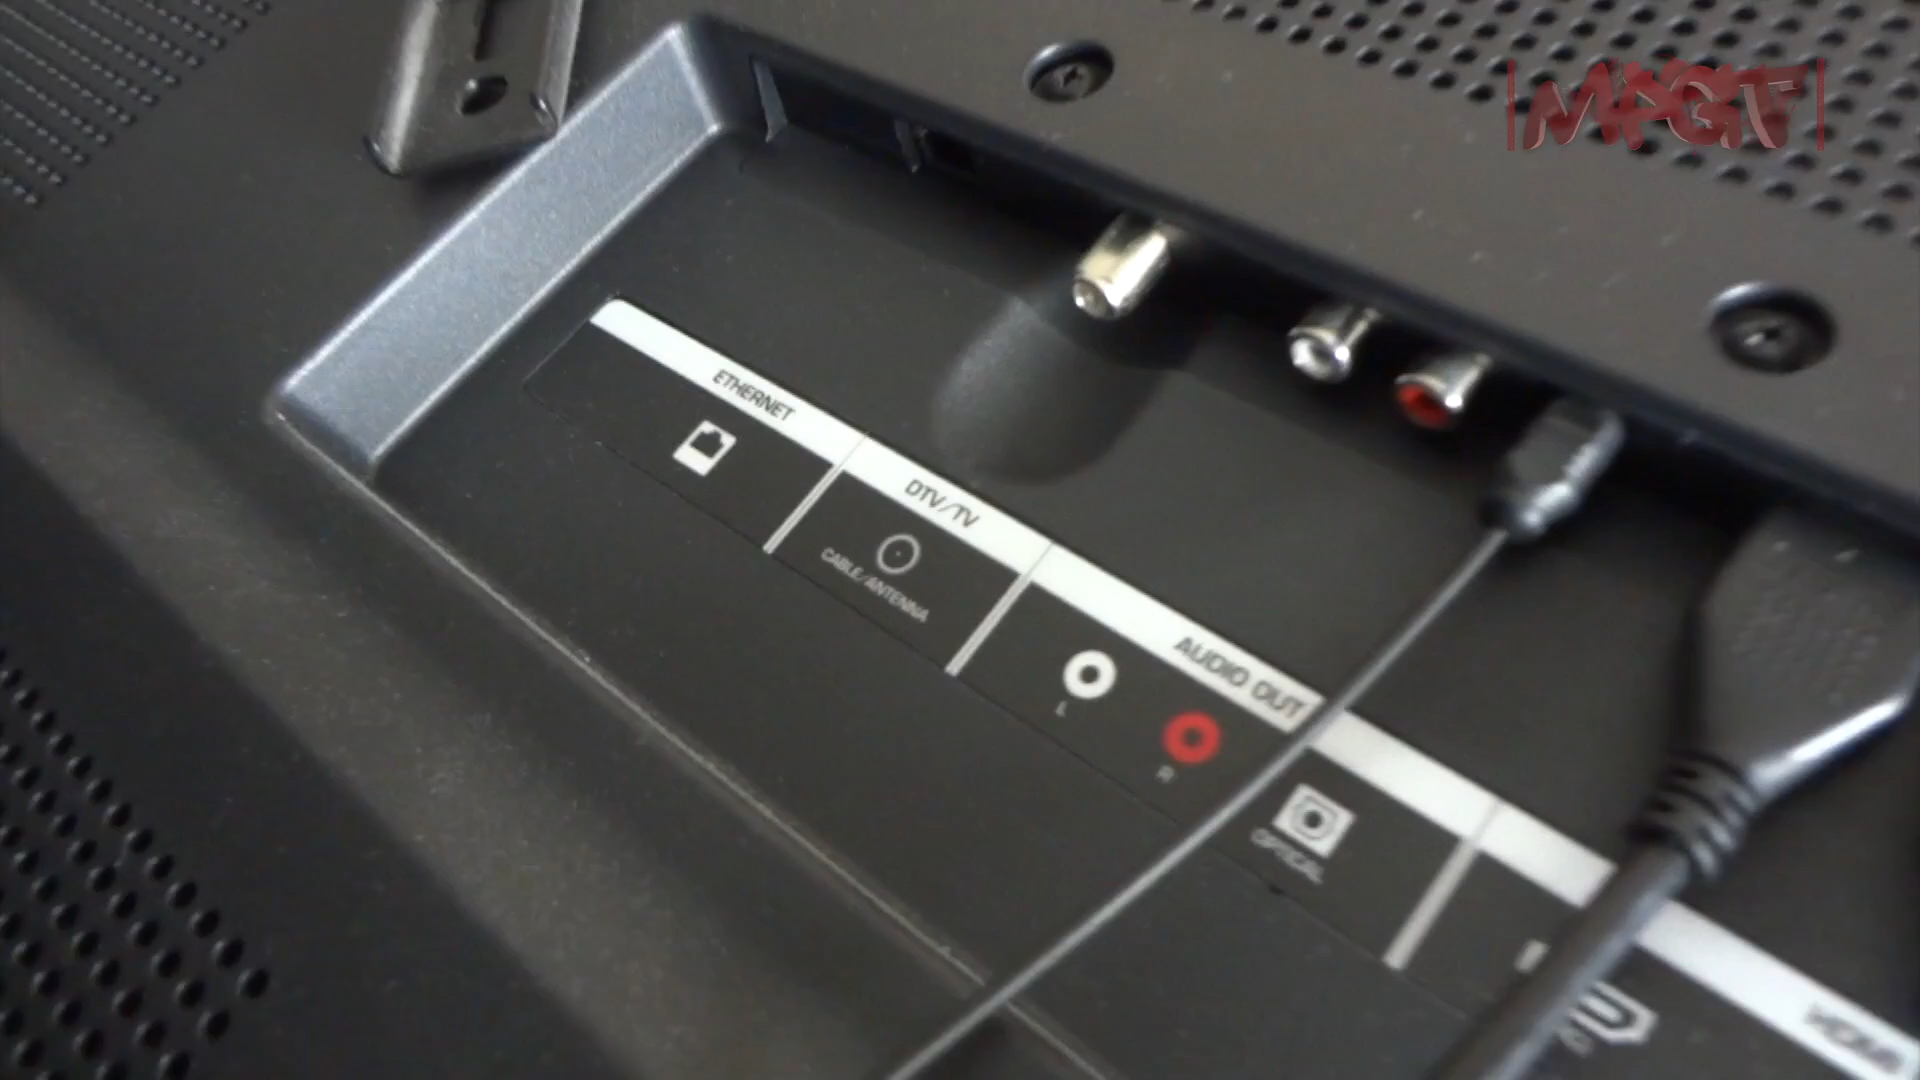 MPGT
ETHERNET
DTV/TV
CABLE/ANTENNA
AUDIO OUT
L
R
OPTICAL
HDMI